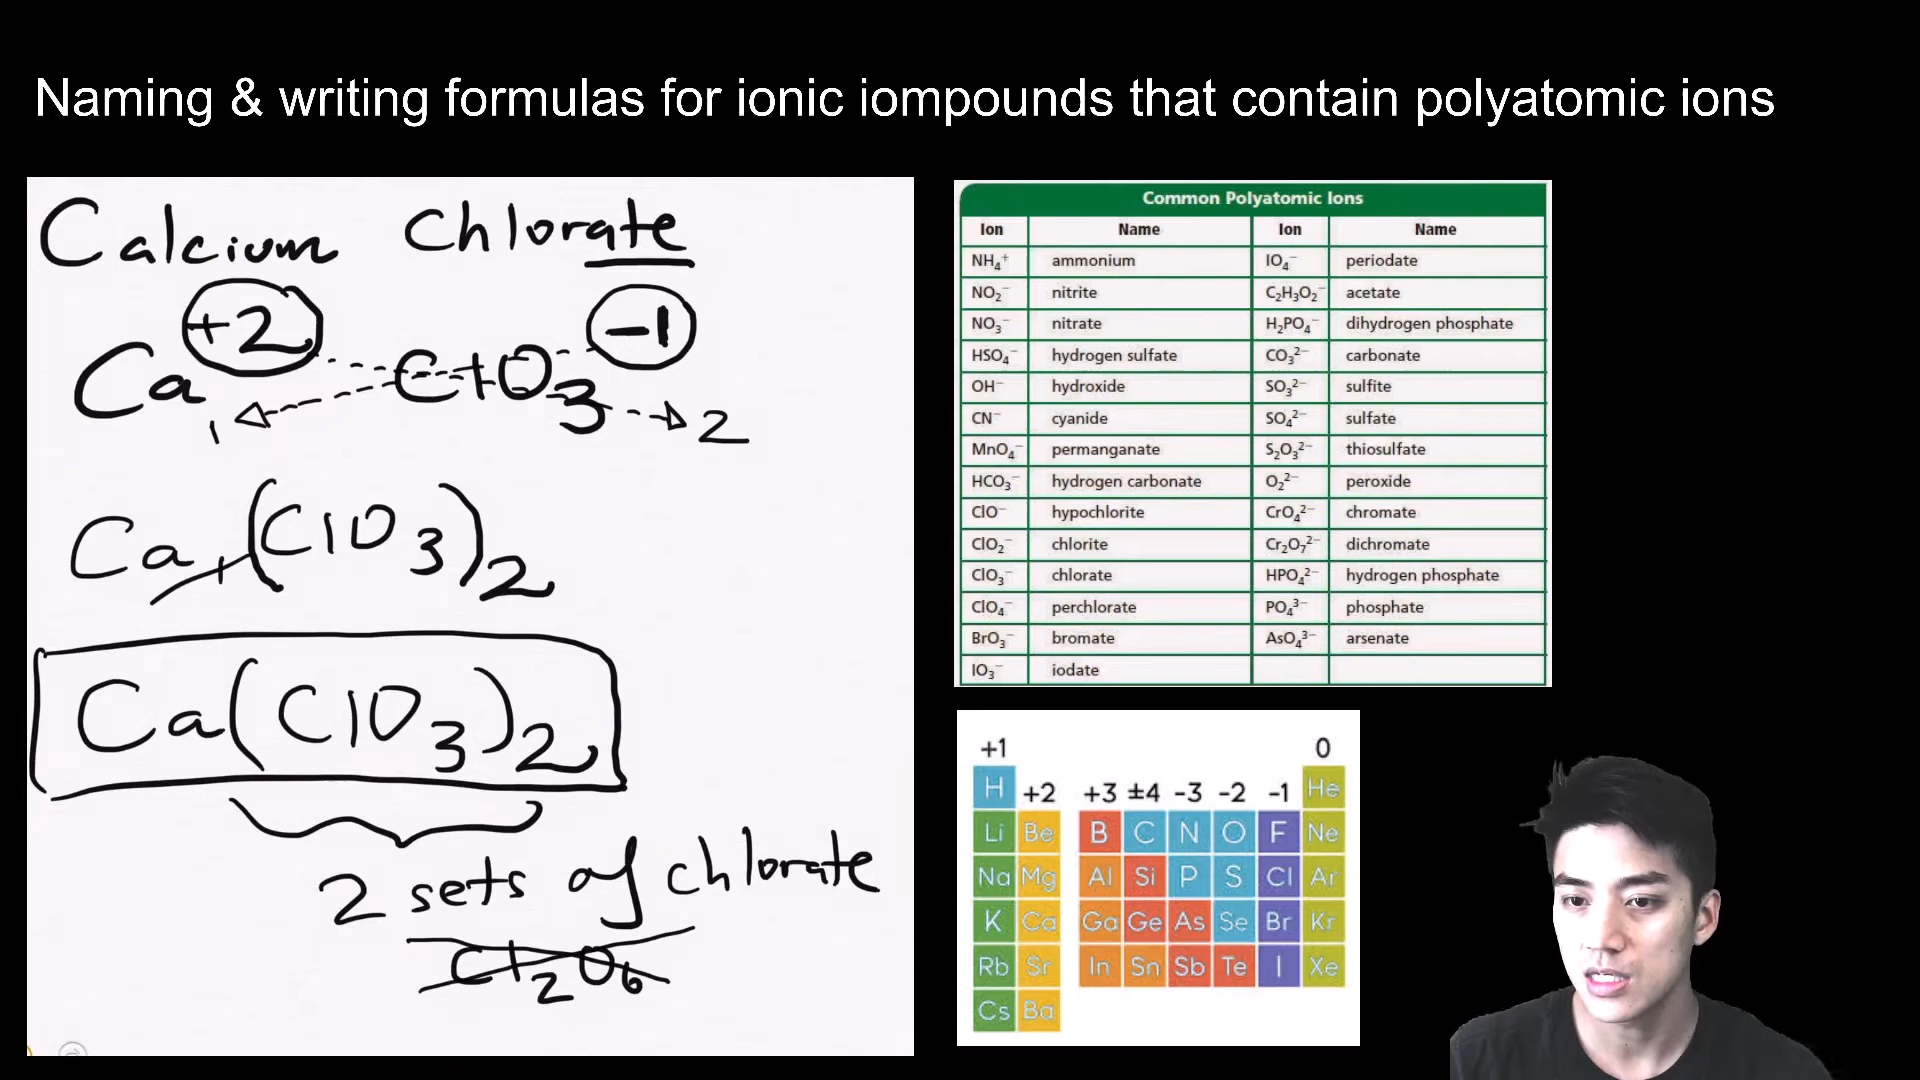 Naming & writing formulas for ionic iompounds that contain polyatomic ions
Calcium Chlorate
Ca +2 ClO3 -1
1 2
Ca1(ClO3)2
Ca(ClO3)2
2 sets of chlorate
Cl2O6
Common Polyatomic Ions
Ion Name Ion Name
NH₄⁺ ammonium IO₄⁻ periodate
NO₂⁻ nitrite C₂H₃O₂⁻ acetate
NO₃⁻ nitrate H₂PO₄⁻ dihydrogen phosphate
HSO₄⁻ hydrogen sulfate CO₃²⁻ carbonate
OH⁻ hydroxide SO₃²⁻ sulfite
CN⁻ cyanide SO₄²⁻ sulfate
MnO₄⁻ permanganate S₂O₃²⁻ thiosulfate
HCO₃⁻ hydrogen carbonate O₂²⁻ peroxide
ClO⁻ hypochlorite CrO₄²⁻ chromate
ClO₂⁻ chlorite Cr₂O₇²⁻ dichromate
ClO₃⁻ chlorate HPO₄²⁻ hydrogen phosphate
ClO₄⁻ perchlorate PO₄³⁻ phosphate
BrO₃⁻ bromate AsO₄³⁻ arsenate
IO₃⁻ iodate
+1 0
H +2 +3 ±4 -3 -2 -1 He
Li Be B C N O F Ne
Na Mg Al Si P S Cl Ar
K Ca Ga Ge As Se Br Kr
Rb Sr In Sn Sb Te I Xe
Cs Ba